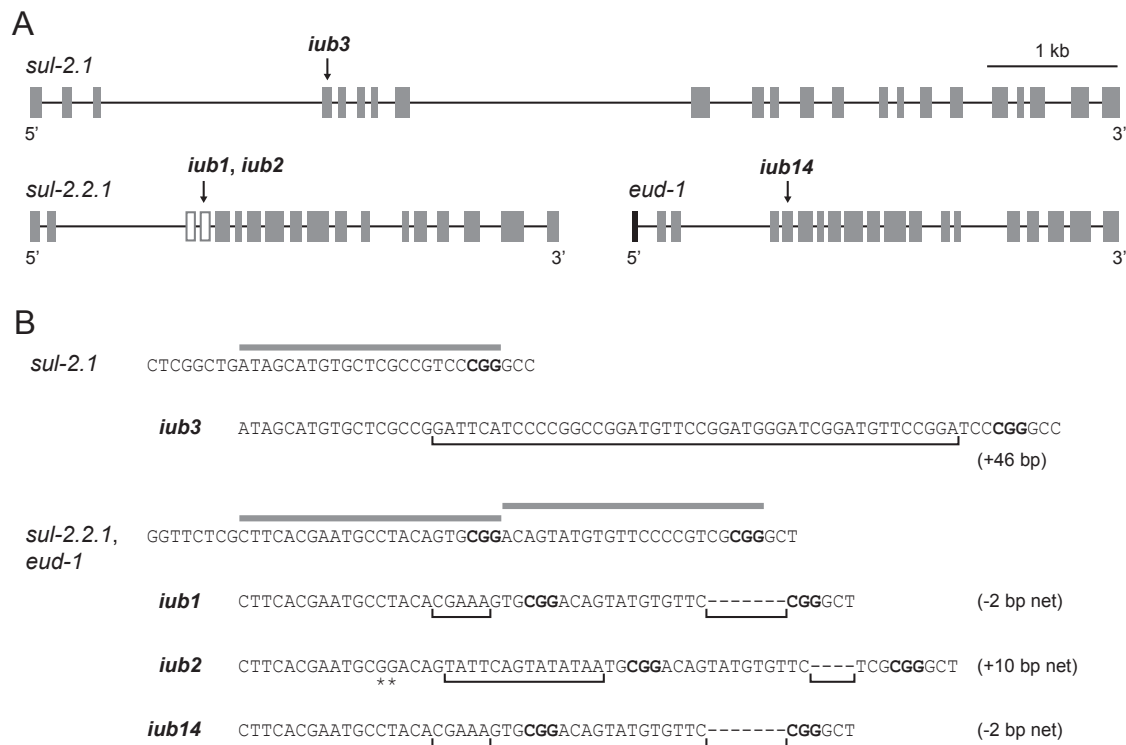 A
iub3
sul-2.1
1 kb
5’ 3’
iub1, iub2 iub14
sul-2.2.1 eud-1
5’ 3’ 5’ 3’
B
sul-2.1 CTCGGCTGATAGCATGTGCTCGCCGTCCCGGGCC
iub3 ATAGCATGTGCTCGCCGGATTCATCCCCGGCCGGATGTTCCGGATGGGATCGGATGTTCCGGATCCCGGGCC
(+46 bp)
sul-2.2.1, GGTTCTCGCTTCACGAATGCCTACAGTGCGGACAGTATGTGTTCCCCGTCGCGGGCT
eud-1
iub1 CTTCACGAATGCCTACACGAAAGTGCGGACAGTATGTGTTC-------CGGGCT (-2 bp net)
iub2 CTTCACGAATGCGGACAGTATTCAGTATATAATGCGGACAGTATGTGTTC----TCGCGGGCT (+10 bp net)
**
iub14 CTTCACGAATGCCTACACGAAAGTGCGGACAGTATGTGTTC-------CGGGCT (-2 bp net)